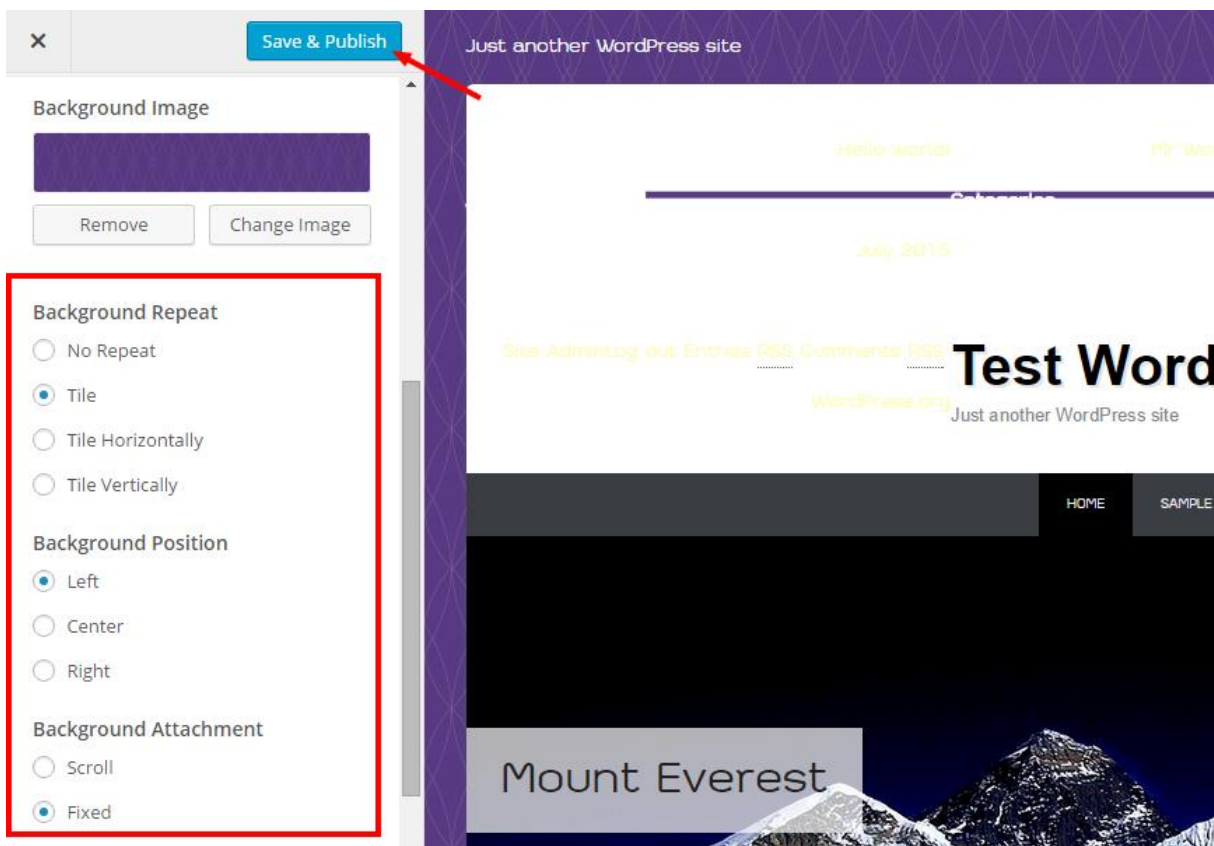 ×
Save & Publish
Background Image
Remove
Change Image
Background Repeat
No Repeat
Tile
Tile Horizontally
Tile Vertically
Background Position
Left
Center
Right
Background Attachment
Scroll
Fixed
Just another WordPress site
Hello world!
Categories
July 2015
Site Admin Log out Entries RSS Comments RSS
WordPress.org
Test Word
Just another WordPress site
HOME SAMPLE
Mount Everest